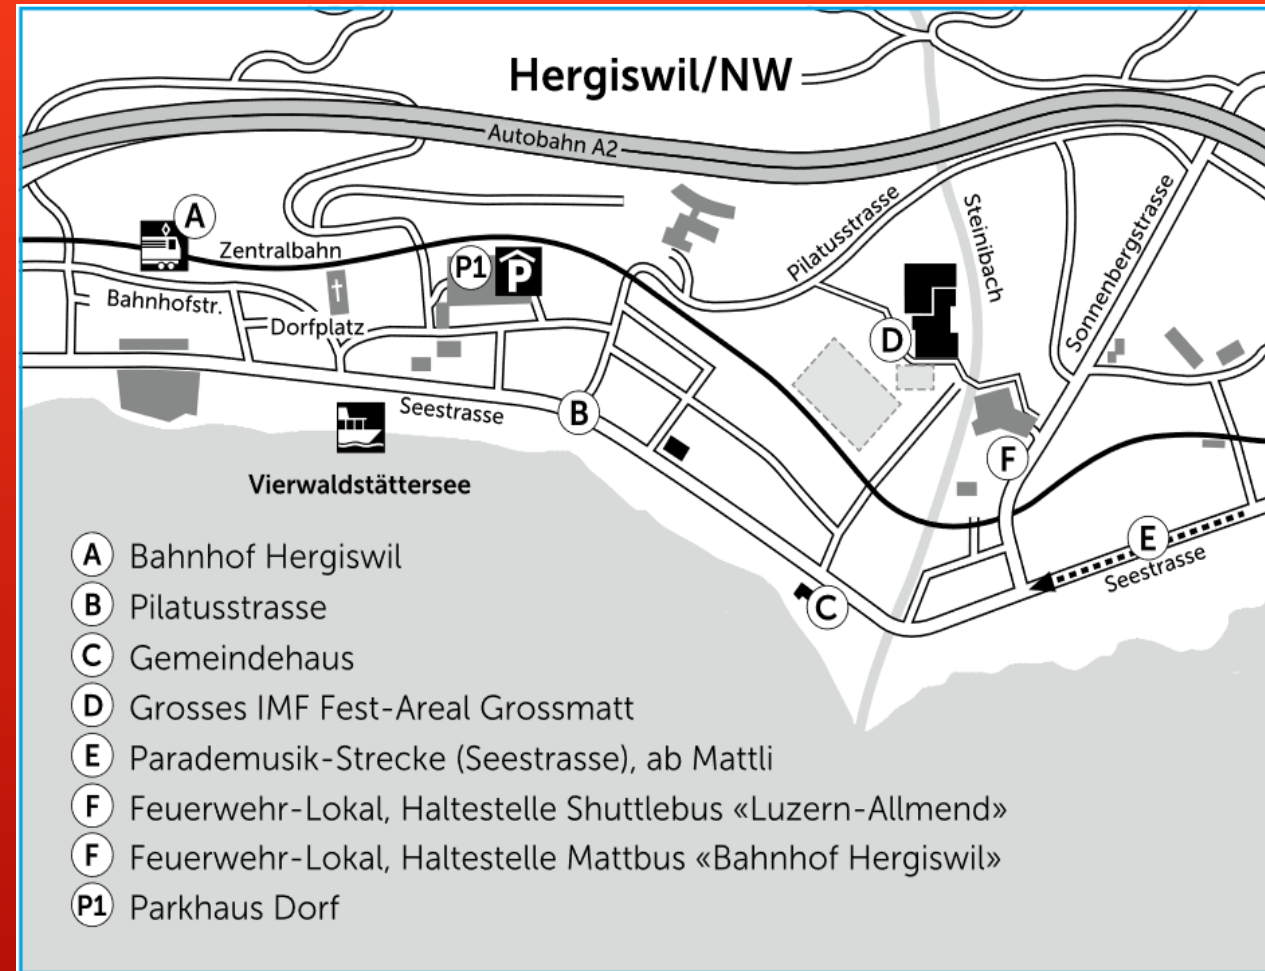 Hergiswil/NW
Autobahn A2
A
Zentralbahn
P1
P
Pilatusstrasse
Steinibach
Sonnenbergstrasse
Bahnhofstr.
Dorfplatz
D
Seestrasse
B
F
Vierwaldstättersee
E
Seestrasse
C
A Bahnhof Hergiswil
B Pilatusstrasse
C Gemeindehaus
D Grosses IMF Fest-Areal Grossmatt
E Parademusik-Strecke (Seestrasse), ab Mattli
F Feuerwehr-Lokal, Haltestelle Shuttlebus «Luzern-Allmend»
F Feuerwehr-Lokal, Haltestelle Mattbus «Bahnhof Hergiswil»
P1 Parkhaus Dorf